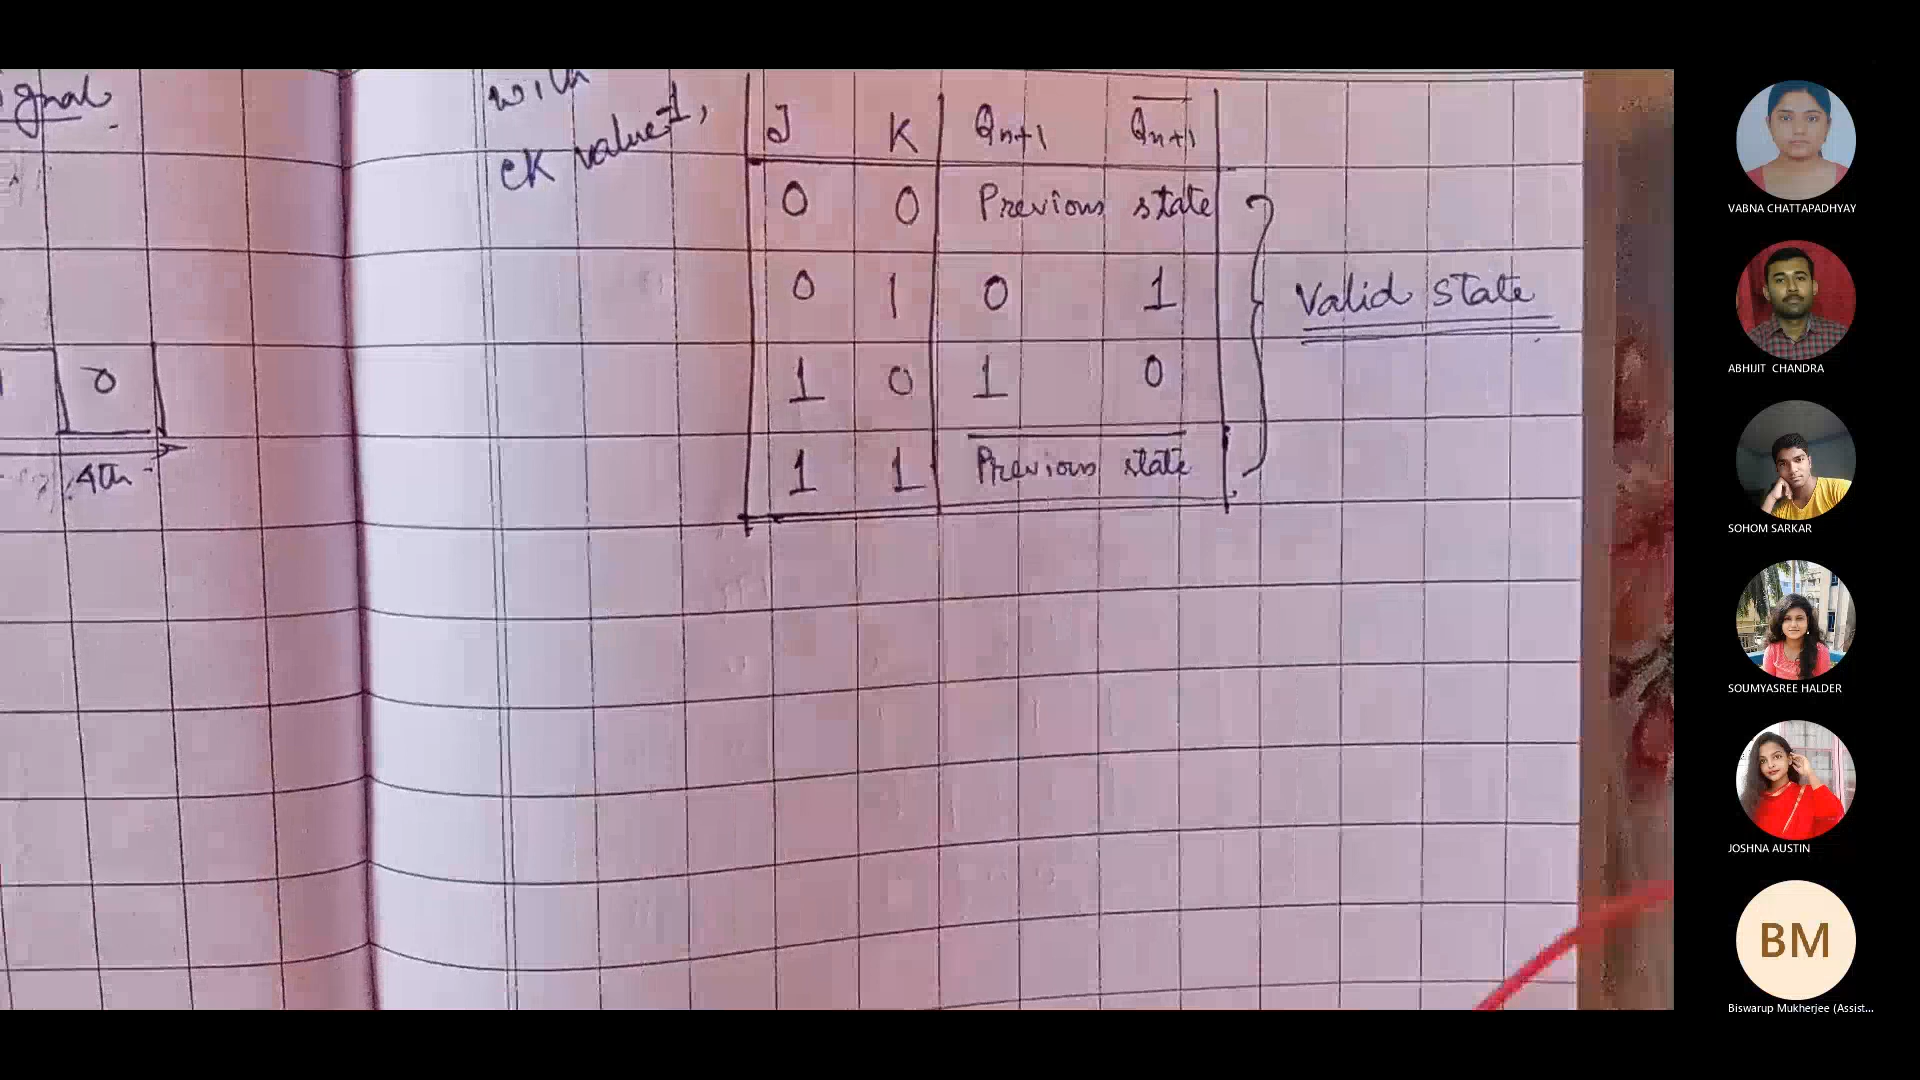 ignal
with
CK value 1,
J K Qn+1 Q̅n+1
0 0 Previous state
0 1 0 1
1 0 1 0
1 1 Previous state
Valid state
0
4th
VABNA CHATTAPADHYAY
ABHIJIT CHANDRA
SOHOM SARKAR
SOUMYASREE HALDER
JOSHNA AUSTIN
BM
Biswarup Mukherjee (Assist...